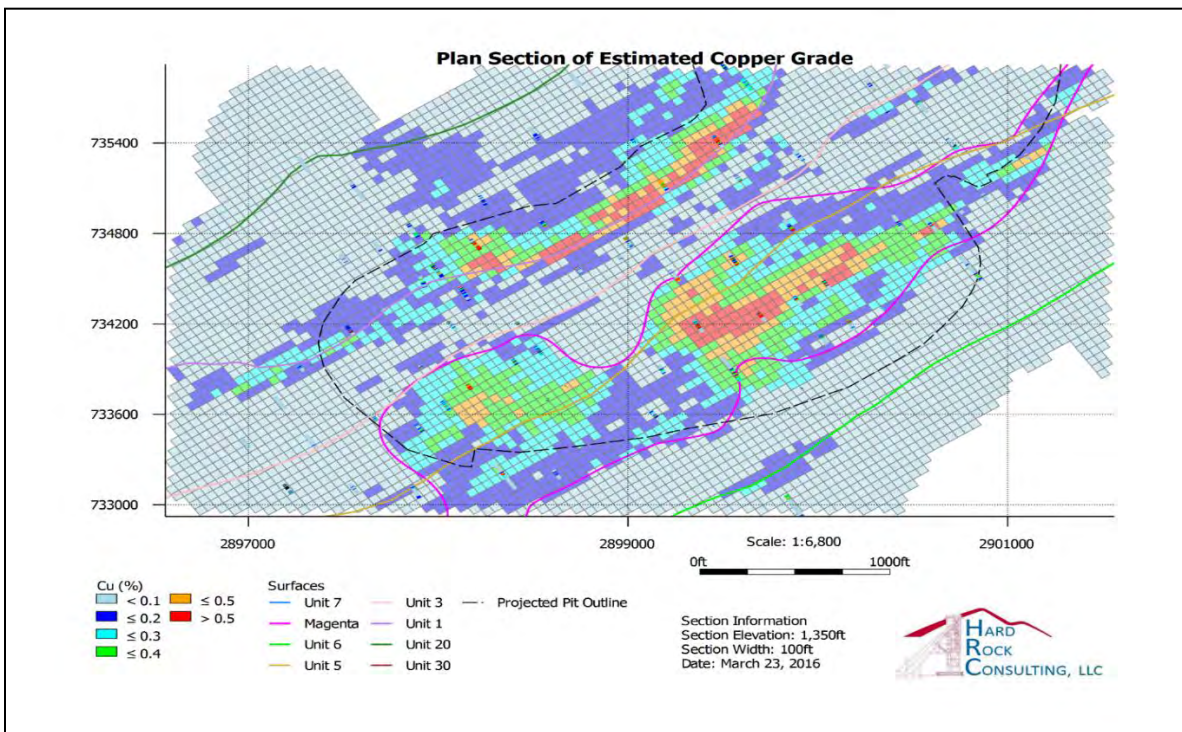 Plan Section of Estimated Copper Grade
735400
734800
734200
733600
733000
2897000
2899000
2901000
Scale: 1:6,800
0ft
1000ft
Cu (%)
< 0.1
≤ 0.5
≤ 0.2
> 0.5
≤ 0.3
≤ 0.4
Surfaces
Unit 7
Unit 3
Projected Pit Outline
Magenta
Unit 1
Unit 6
Unit 20
Unit 5
Unit 30
Section Information
Section Elevation: 1,350ft
Section Width: 100ft
Date: March 23, 2016
HARD
ROCK
CONSULTING, LLC